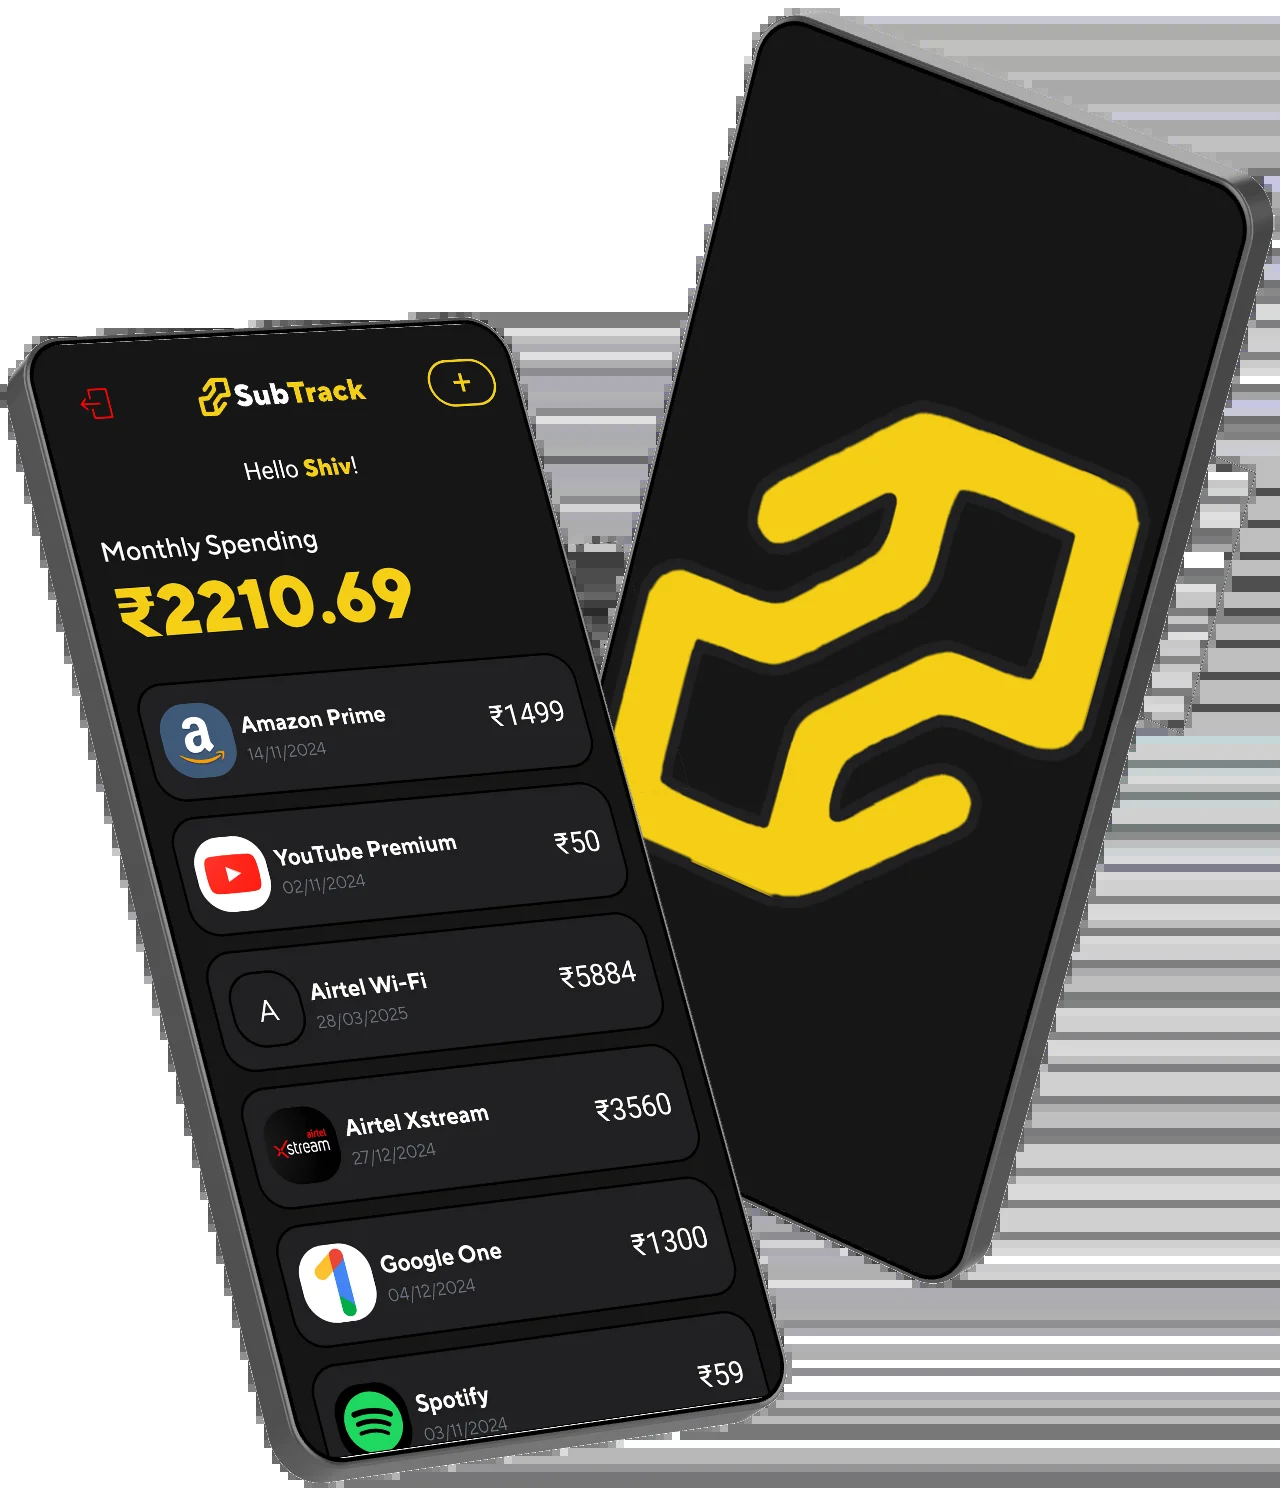 SubTrack
+
Hello Shiv!
Monthly Spending
₹2210.69
Amazon Prime
₹1499
14/11/2024
YouTube Premium
₹50
02/11/2024
A
Airtel Wi-Fi
₹5884
28/03/2025
airtel
Xstream
Airtel Xstream
₹3560
27/12/2024
Google One
₹1300
04/12/2024
Spotify
₹59
03/11/2024